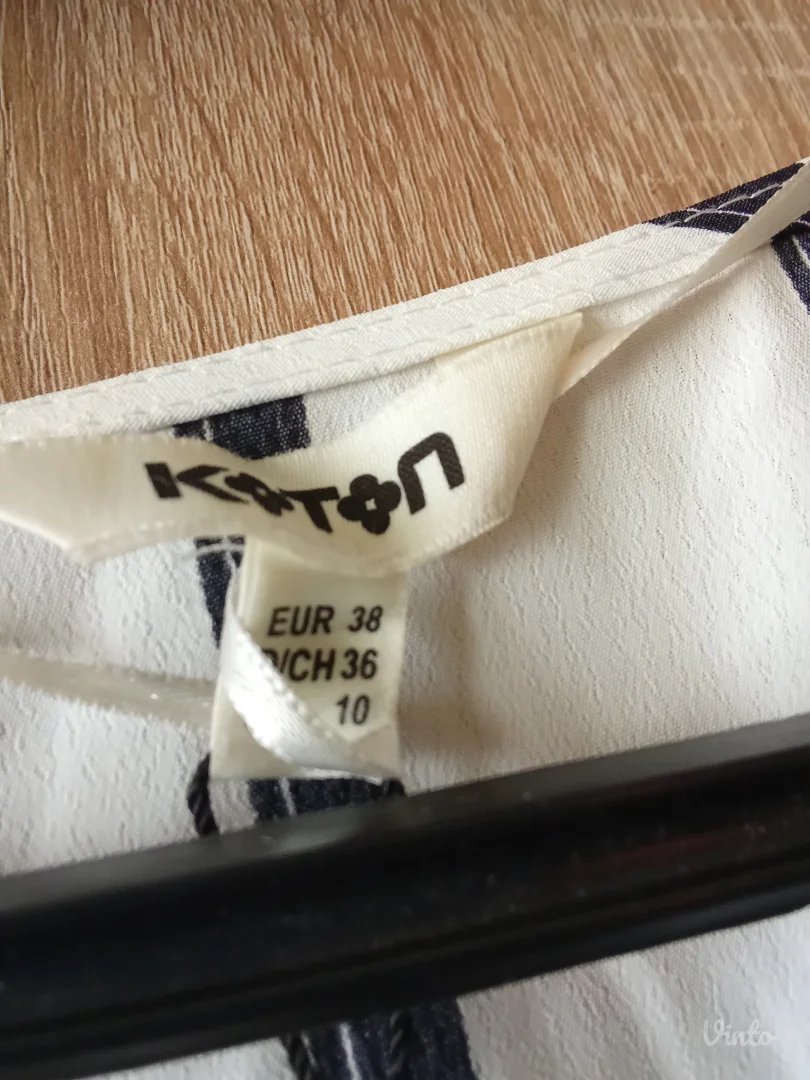 KOTON
EUR 38
D/CH 36
10
Vinto